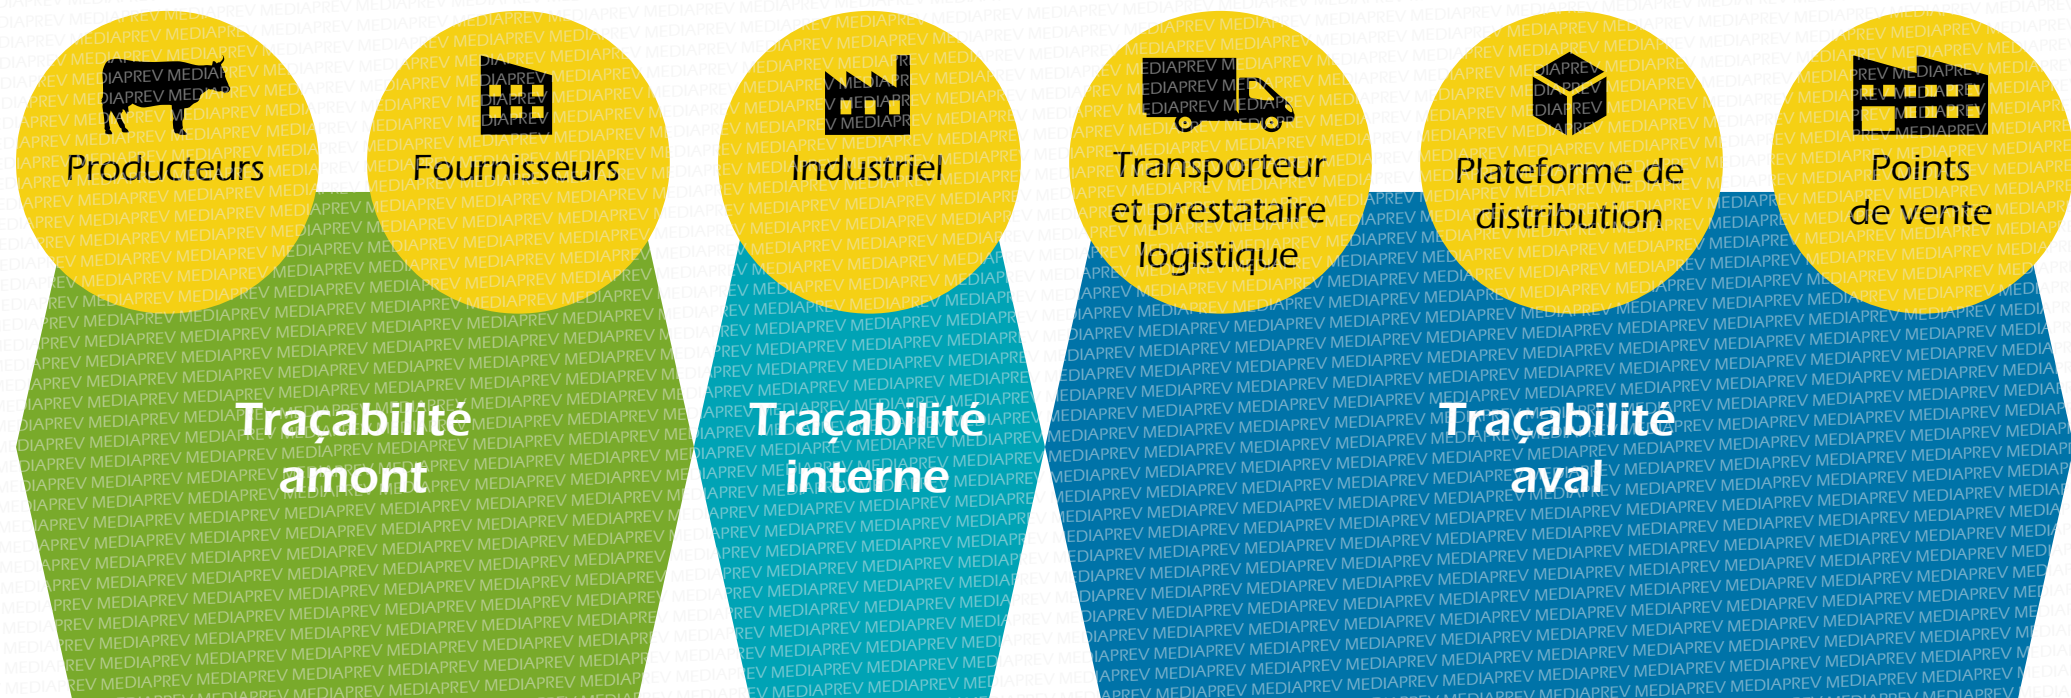 Producteurs
Fournisseurs
Industriel
Transporteur
et prestataire
logistique
Plateforme de
distribution
Points
de vente
Traçabilité
amont
Traçabilité
interne
Traçabilité
aval
MEDIAPREV